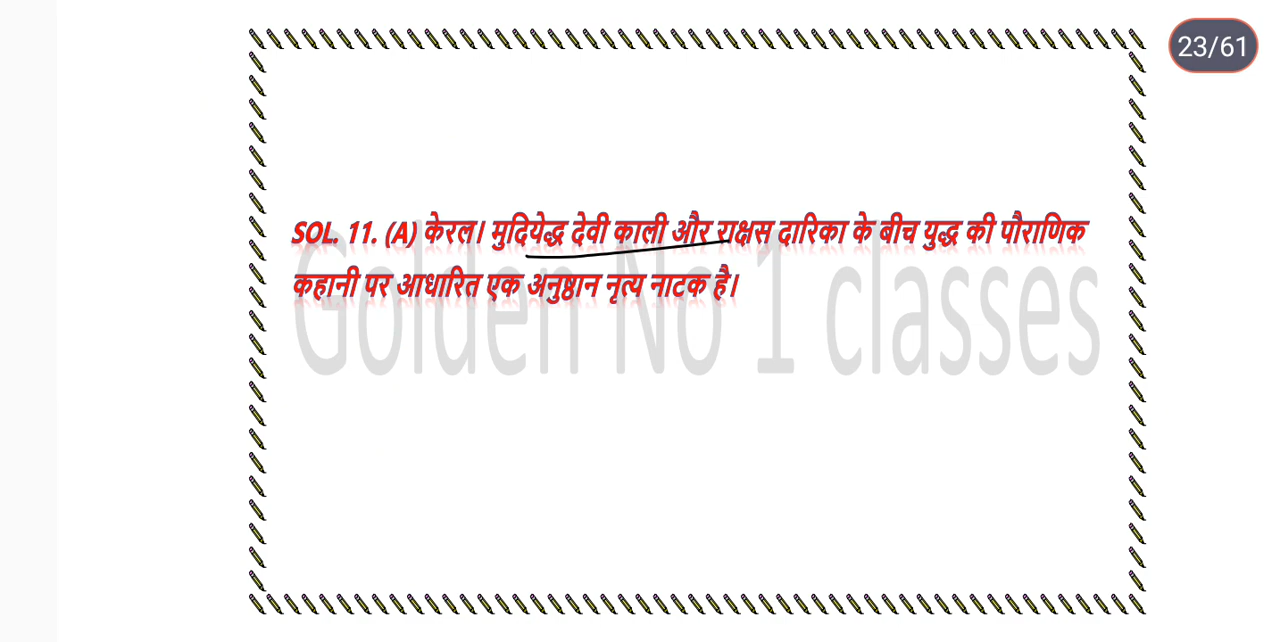 23/61
SOL. 11. (A) केरल। मुदियेद्ध देवी काली और राक्षस दारिका के बीच युद्ध की पौराणिक
कहानी पर आधारित एक अनुष्ठान नृत्य नाटक है।
Golden No 1 classes